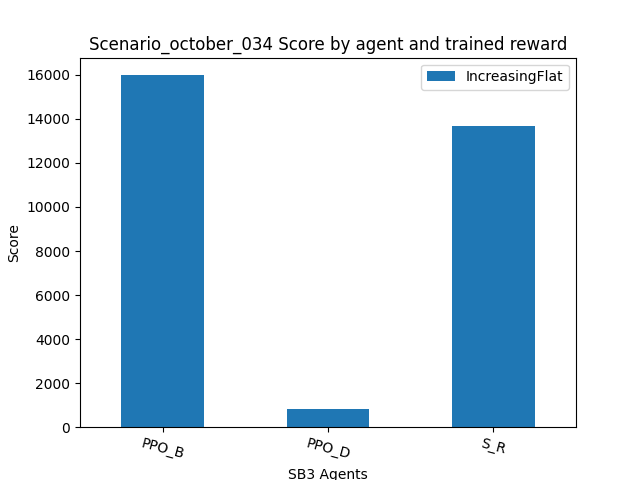 Scenario_october_034 Score by agent and trained reward
IncreasingFlat
Score
16000
14000
12000
10000
8000
6000
4000
2000
0
PPO_B
PPO_D
S_R
SB3 Agents